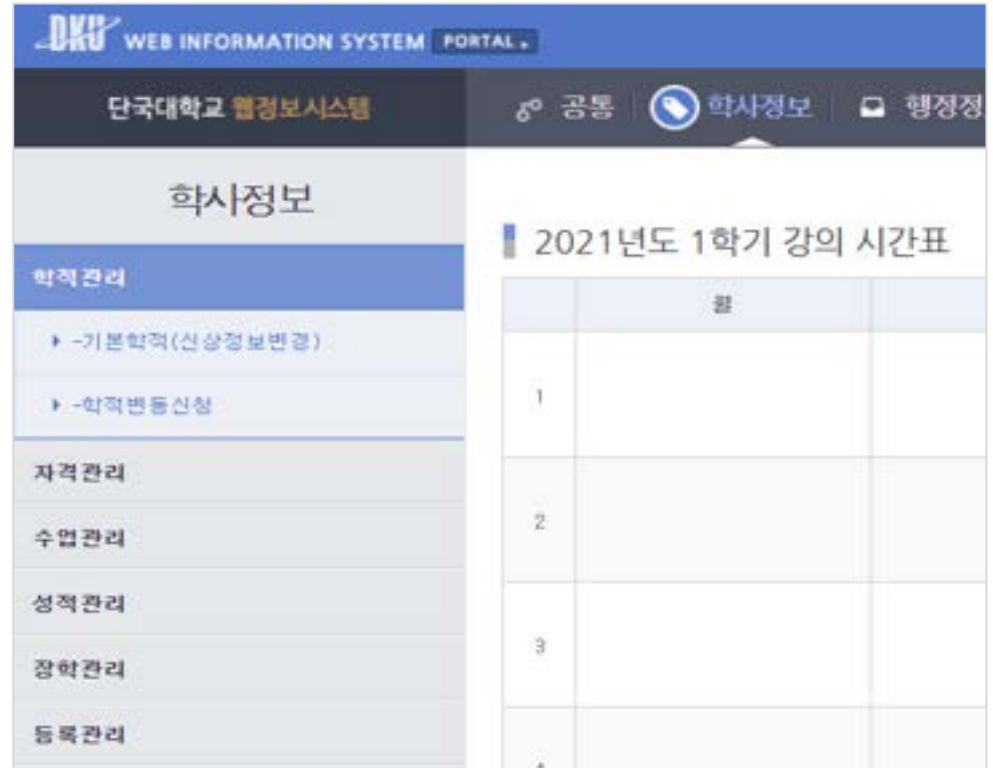 DKU WEB INFORMATION SYSTEM PORTAL
단국대학교 웹정보시스템
공통 학사정보 행정정
학사정보
학적관리
-기본학적(신상정보변경)
-학적변동신청
자격관리
수업관리
성적관리
장학관리
등록관리
2021년도 1학기 강의 시간표
월
1
2
3